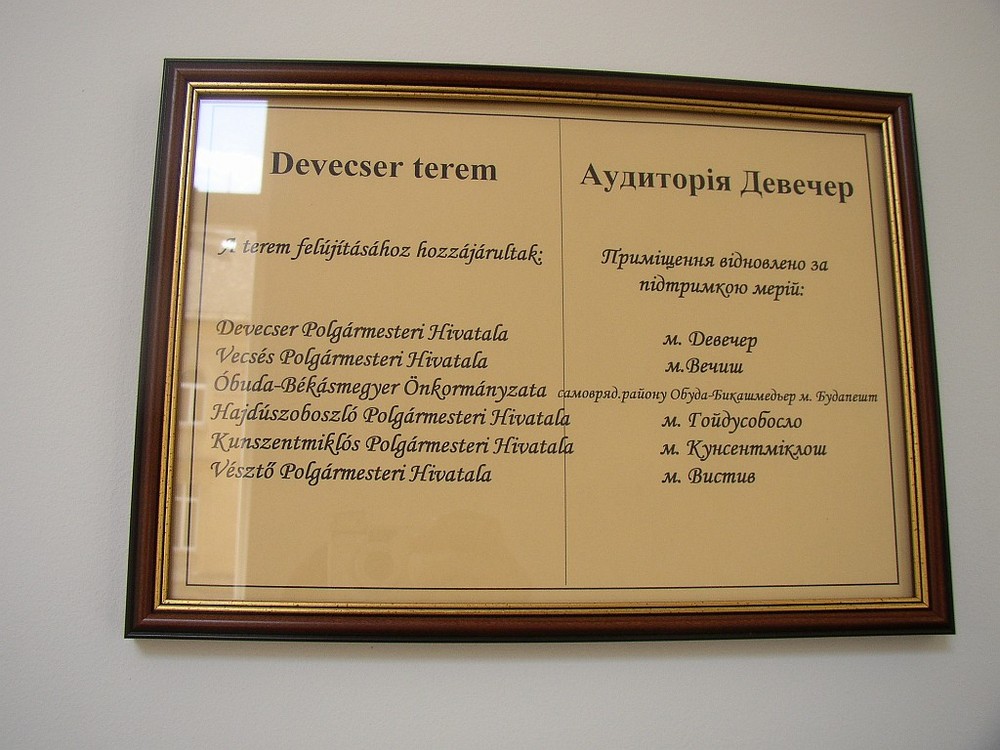 Devecser terem
A terem felújításához hozzájárultak:
Devecser Polgármesteri Hivatala
Vecsés Polgármesteri Hivatala
Óbuda-Békásmegyer Önkormányzata
Hajdúszoboszló Polgármesteri Hivatala
Kunszentmiklós Polgármesteri Hivatala
Vésztő Polgármesteri Hivatala
Аудиторія Девечер
Приміщення відновлено за
підтримкою мерій:
м. Девечер
м.Вечиш
самовряд.району Обуда-Бикашмедьер м. Будапешт
м. Гойдусобосло
м. Кунсентміклош
м. Вистив